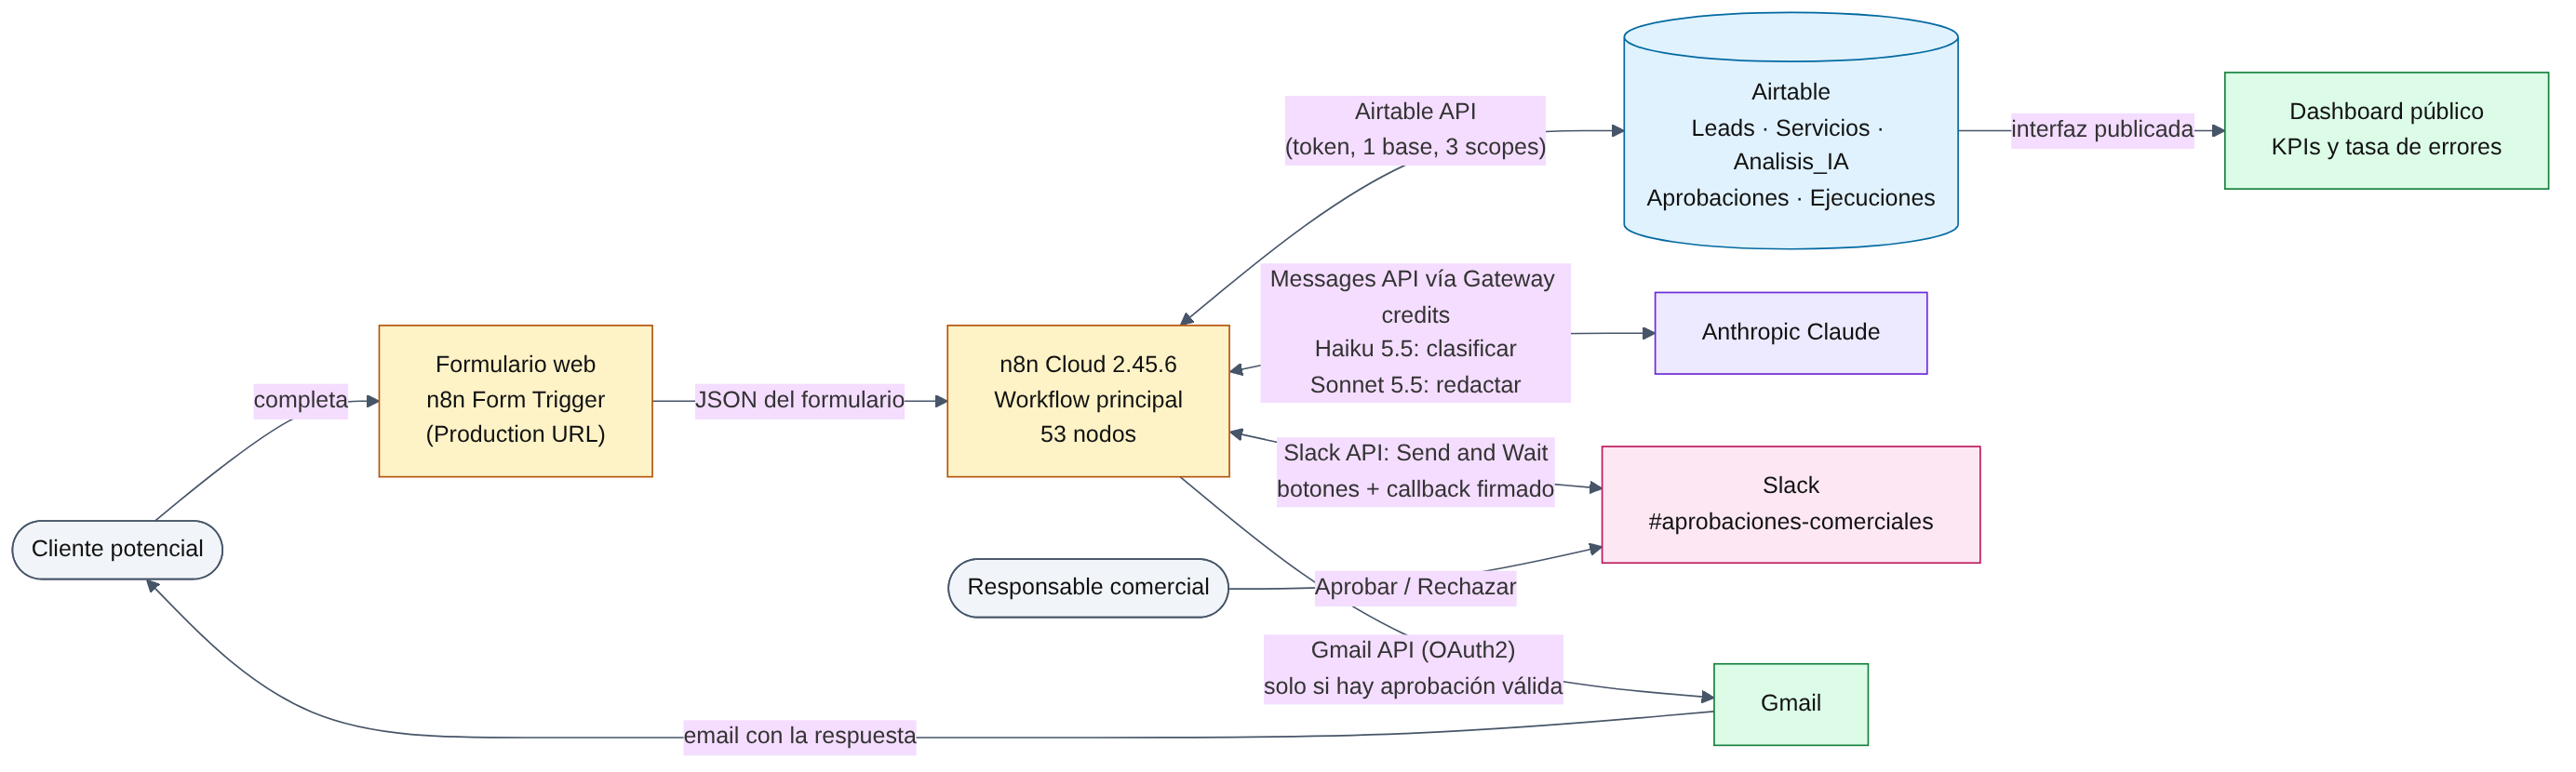 Cliente potencial
completa
Formulario web
n8n Form Trigger
(Production URL)
JSON del formulario
n8n Cloud 2.45.6
Workflow principal
53 nodos
Responsable comercial
Airtable API
(token, 1 base, 3 scopes)
Messages API vía Gateway
credits
Haiku 5.5: clasificar
Sonnet 5.5: redactar
Slack API: Send and Wait
botones + callback firmado
Aprobar / Rechazar
Gmail API (OAuth2)
solo si hay aprobación válida
email con la respuesta
Airtable
Leads · Servicios ·
Analisis_IA
Aprobaciones · Ejecuciones
Anthropic Claude
Slack
#aprobaciones-comerciales
Gmail
interfaz publicada
Dashboard público
KPIs y tasa de errores